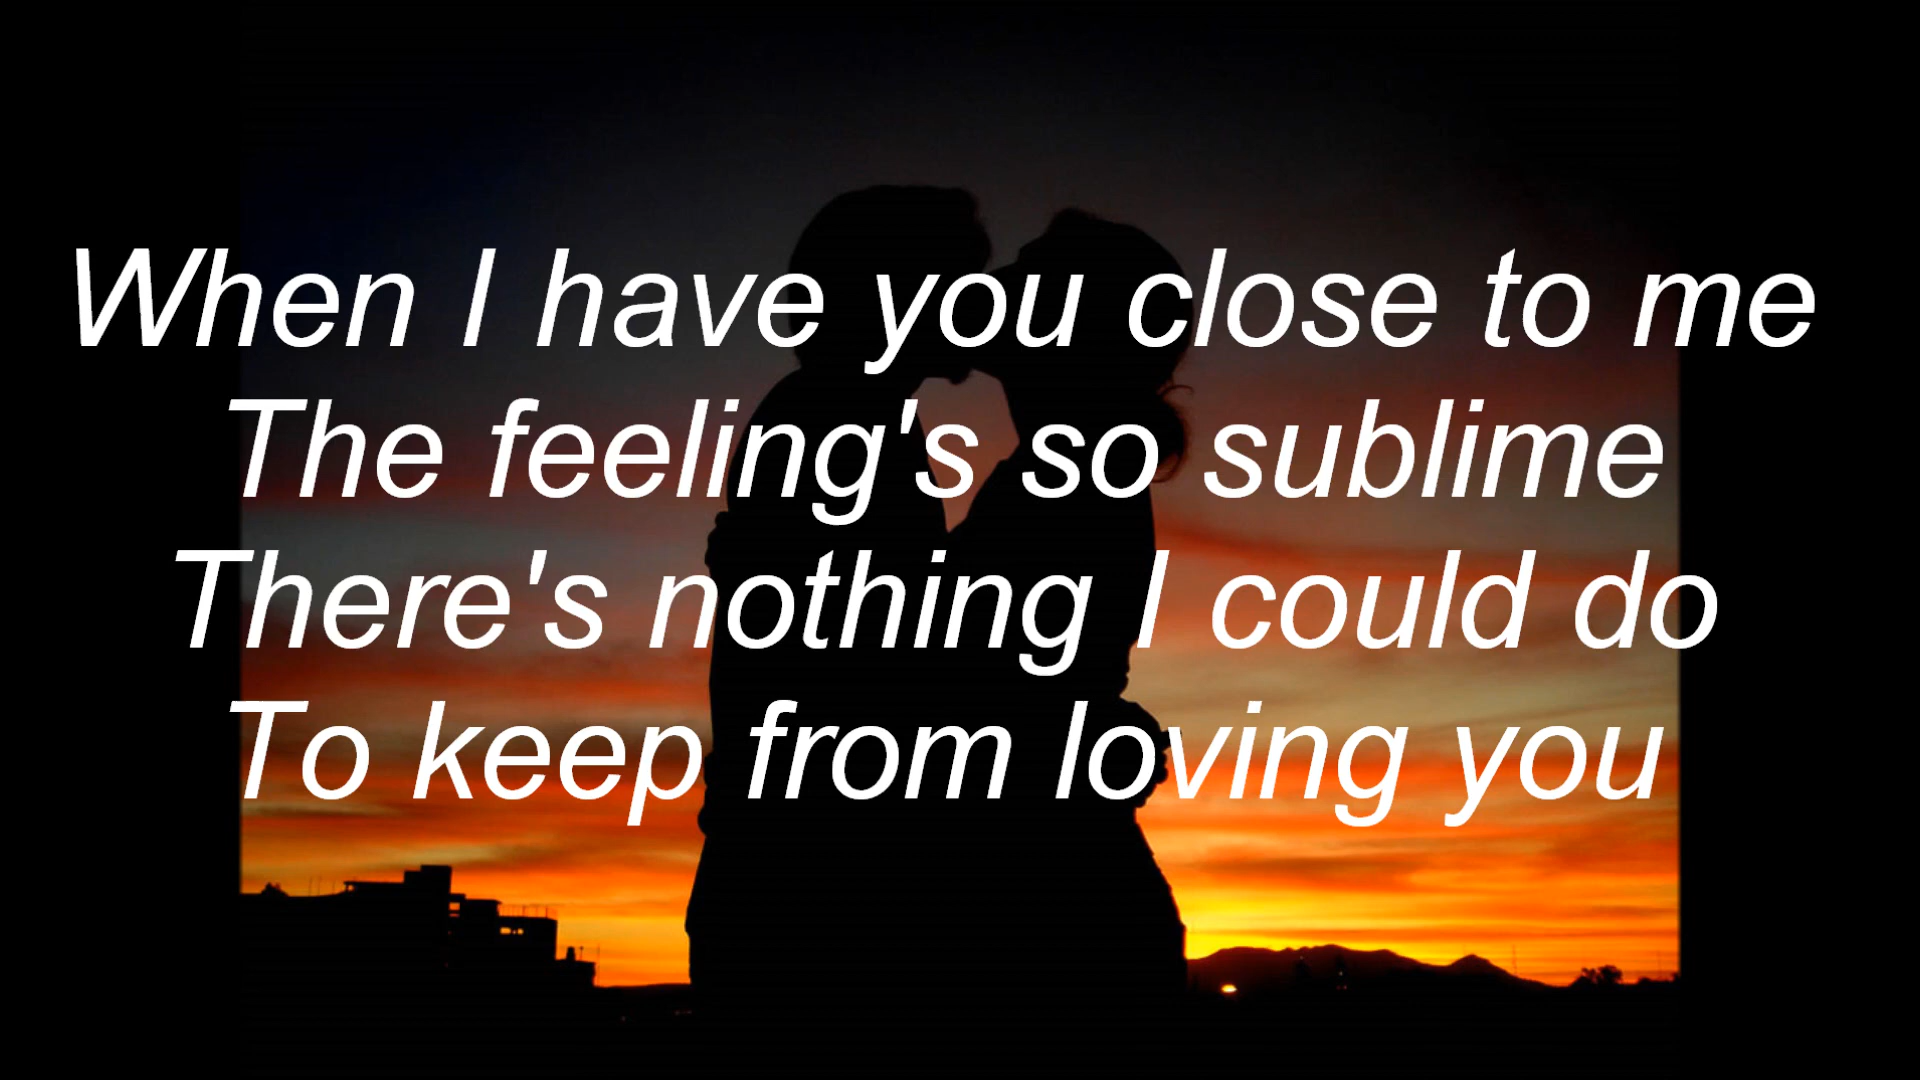 When I have you close to me
The feeling's so sublime
There's nothing I could do
To keep from loving you